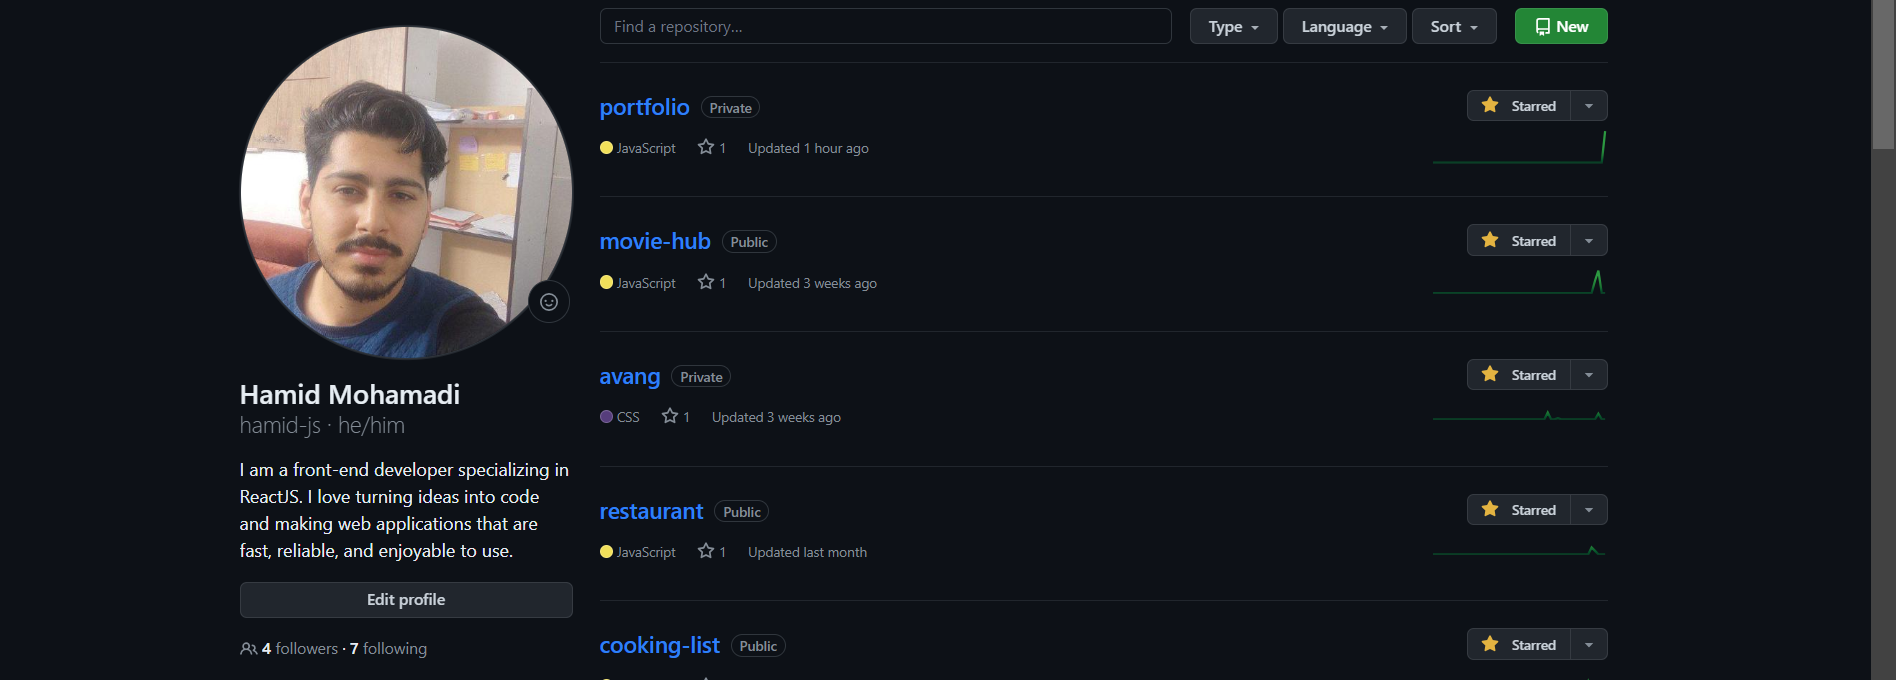 Hamid Mohamadi
hamid-js · he/him
I am a front-end developer specializing in
ReactJS. I love turning ideas into code
and making web applications that are
fast, reliable, and enjoyable to use.
Edit profile
4 followers · 7 following
Find a repository...
Type
Language
Sort
New
portfolio Private
Starred
JavaScript 1 Updated 1 hour ago
movie-hub Public
Starred
JavaScript 1 Updated 3 weeks ago
avang Private
Starred
CSS 1 Updated 3 weeks ago
restaurant Public
Starred
JavaScript 1 Updated last month
cooking-list Public
Starred